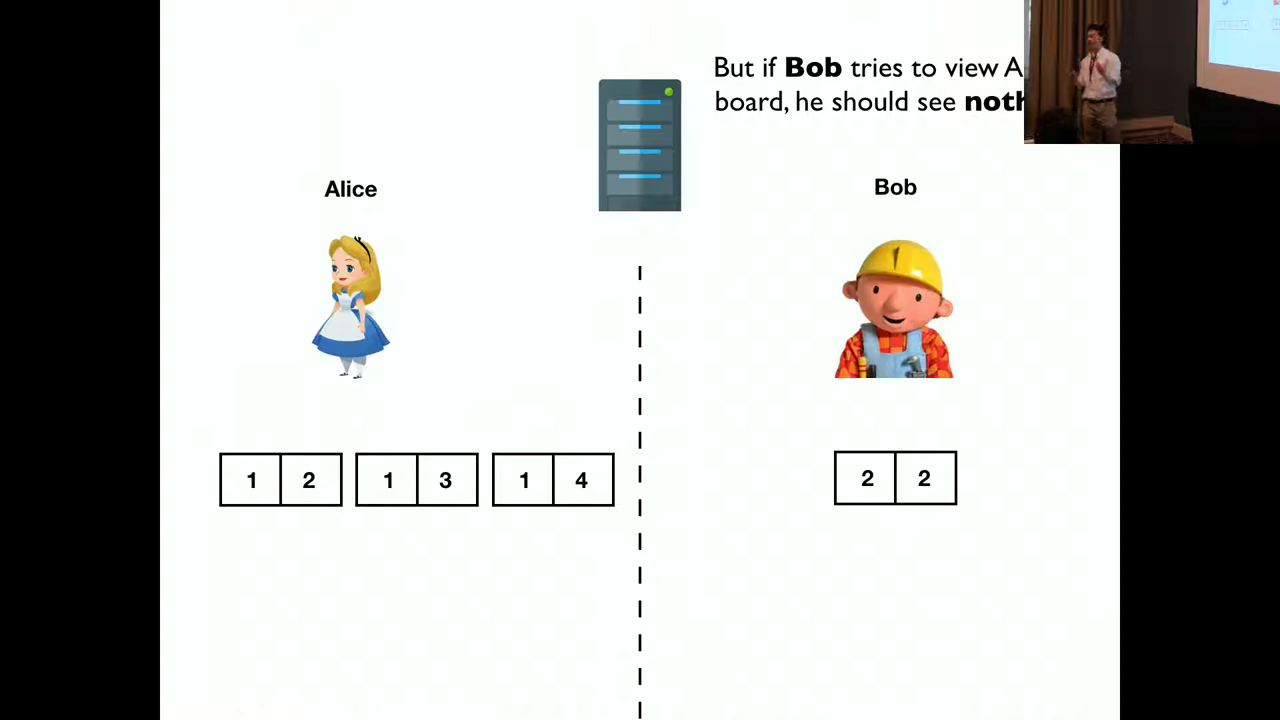 But if Bob tries to view A
board, he should see noth
Alice
Bob
1 2 1 3 1 4
2 2